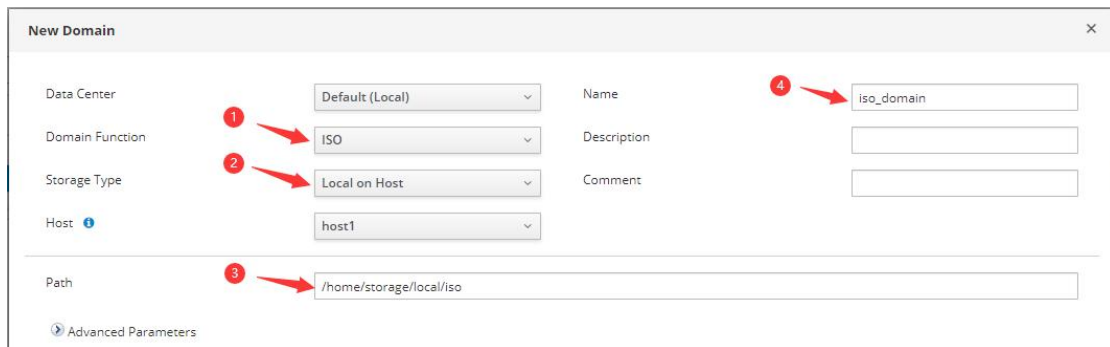 New Domain ×
Data Center Default (Local) Name 4 iso_domain
Domain Function 1 ISO Description
Storage Type 2 Local on Host Comment
Host host1
Path 3 /home/storage/local/iso
Advanced Parameters